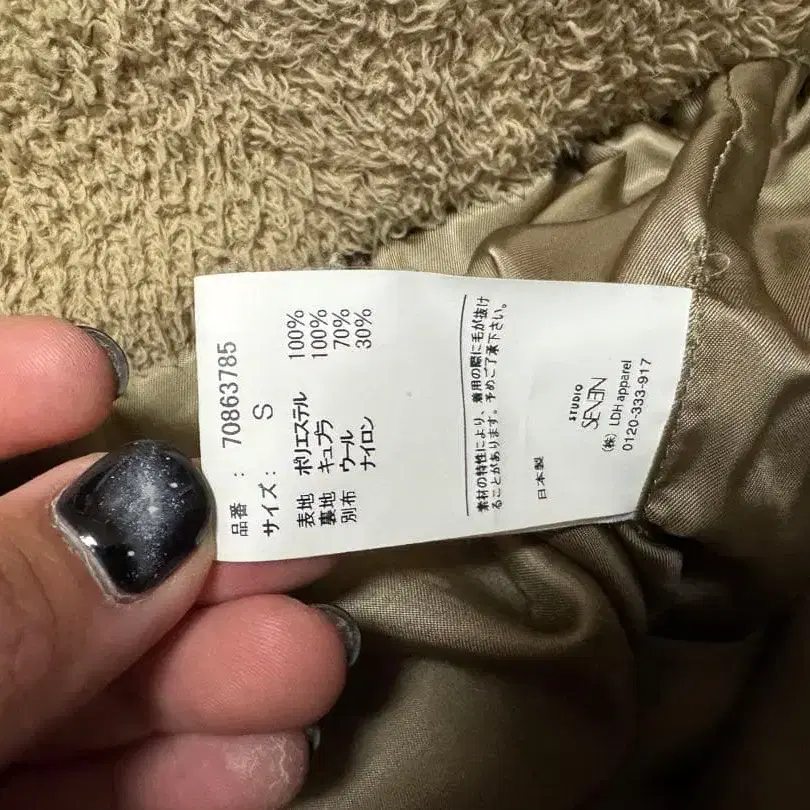 品番 : 70863785
サイズ: S
表地 ポリエステル 100%
裏地 キュプラ 100%
別布 ウール 70%
ナイロン 30%
素材の特性により、着用の際に毛が抜け
ることがあります。予めご了承下さい。
日本製
STUDIO
SEVEN
(株) LDH apparel
0120-333-917